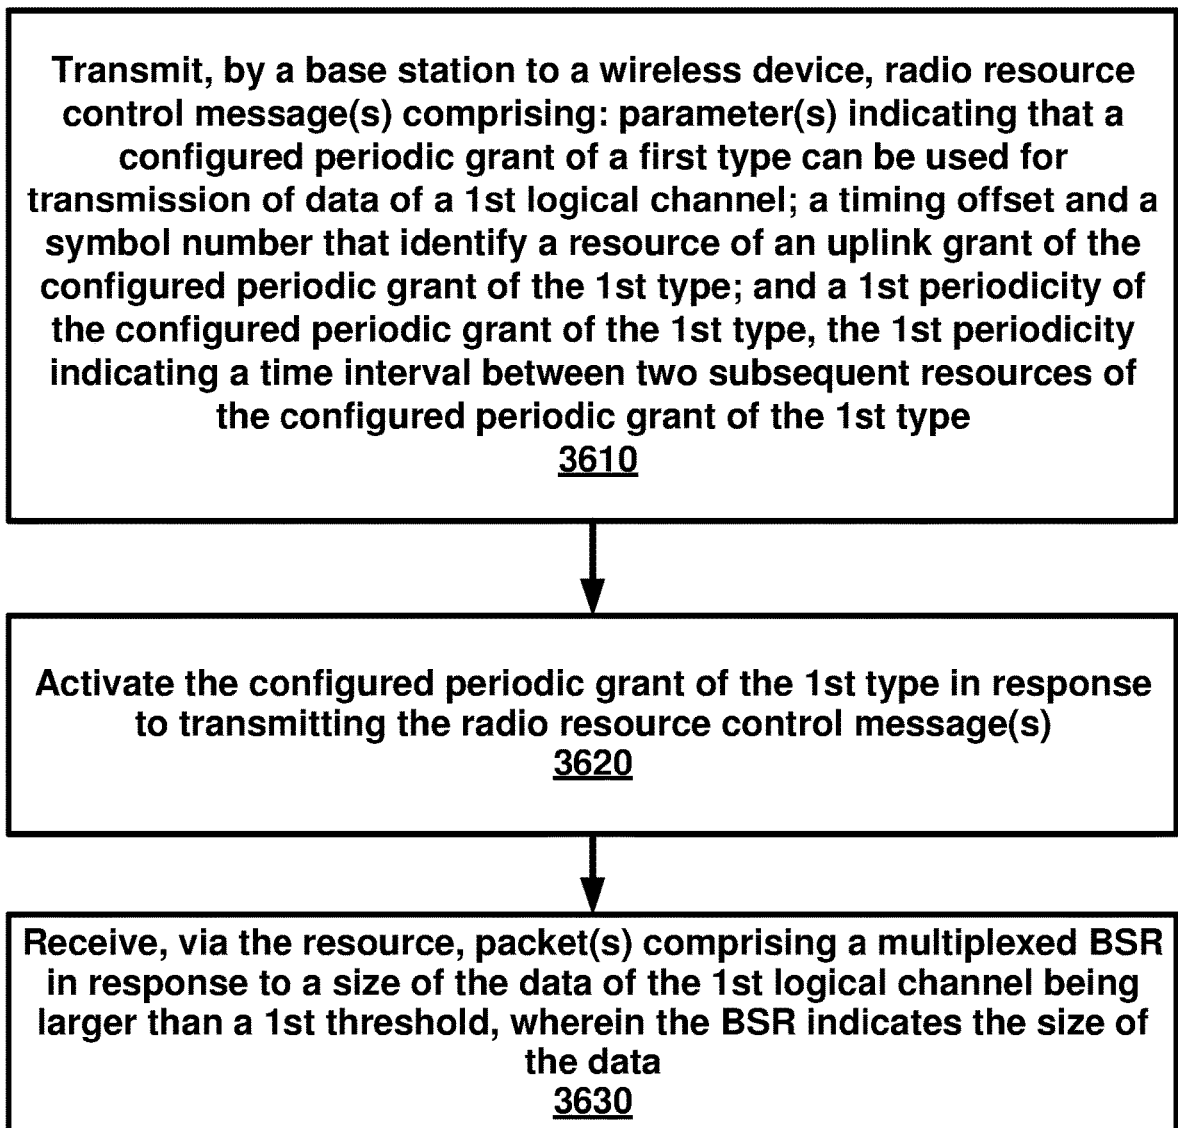 Transmit, by a base station to a wireless device, radio resource
control message(s) comprising: parameter(s) indicating that a
configured periodic grant of a first type can be used for
transmission of data of a 1st logical channel; a timing offset and a
symbol number that identify a resource of an uplink grant of the
configured periodic grant of the 1st type; and a 1st periodicity of
the configured periodic grant of the 1st type, the 1st periodicity
indicating a time interval between two subsequent resources of
the configured periodic grant of the 1st type
3610
Activate the configured periodic grant of the 1st type in response
to transmitting the radio resource control message(s)
3620
Receive, via the resource, packet(s) comprising a multiplexed BSR
in response to a size of the data of the 1st logical channel being
larger than a 1st threshold, wherein the BSR indicates the size of
the data
3630